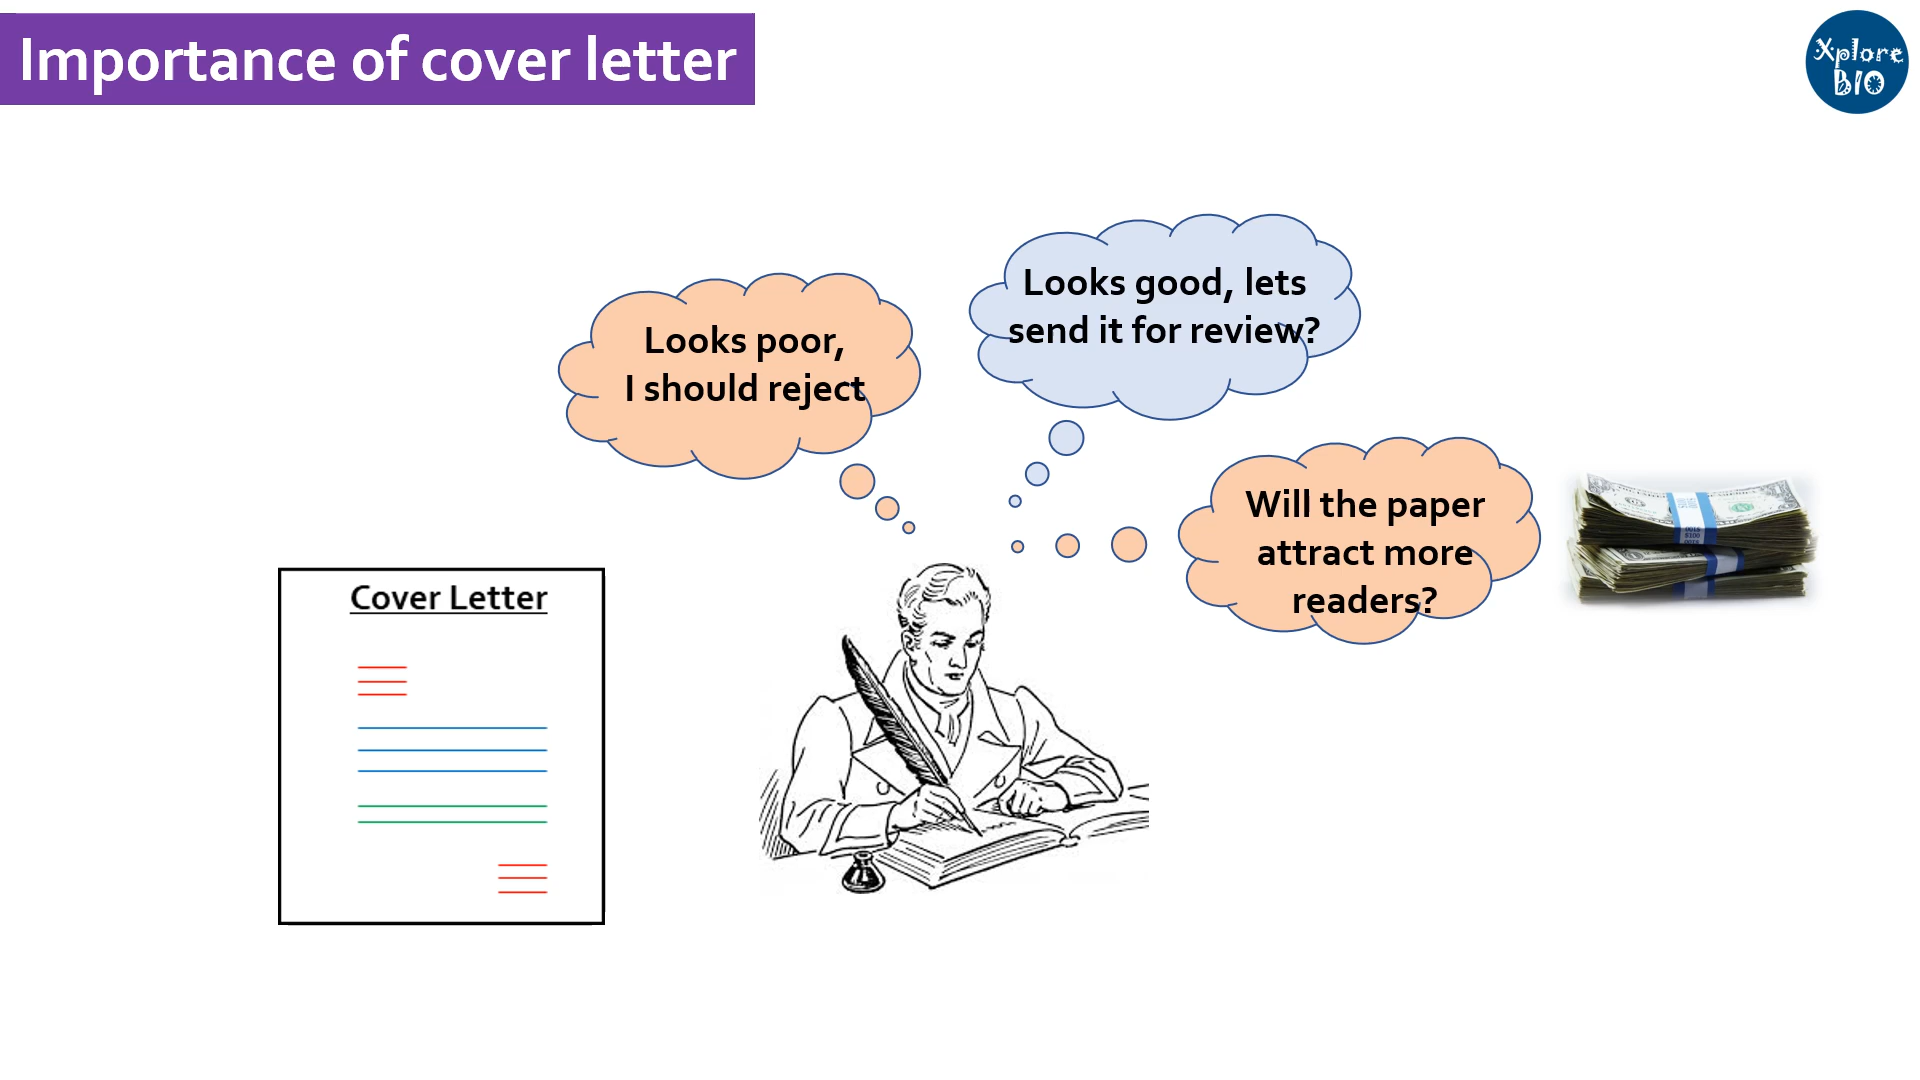 Importance of cover letter
Xplore
BIO
Looks good, lets
send it for review?
Looks poor,
I should reject
Will the paper
attract more
readers?
Cover Letter